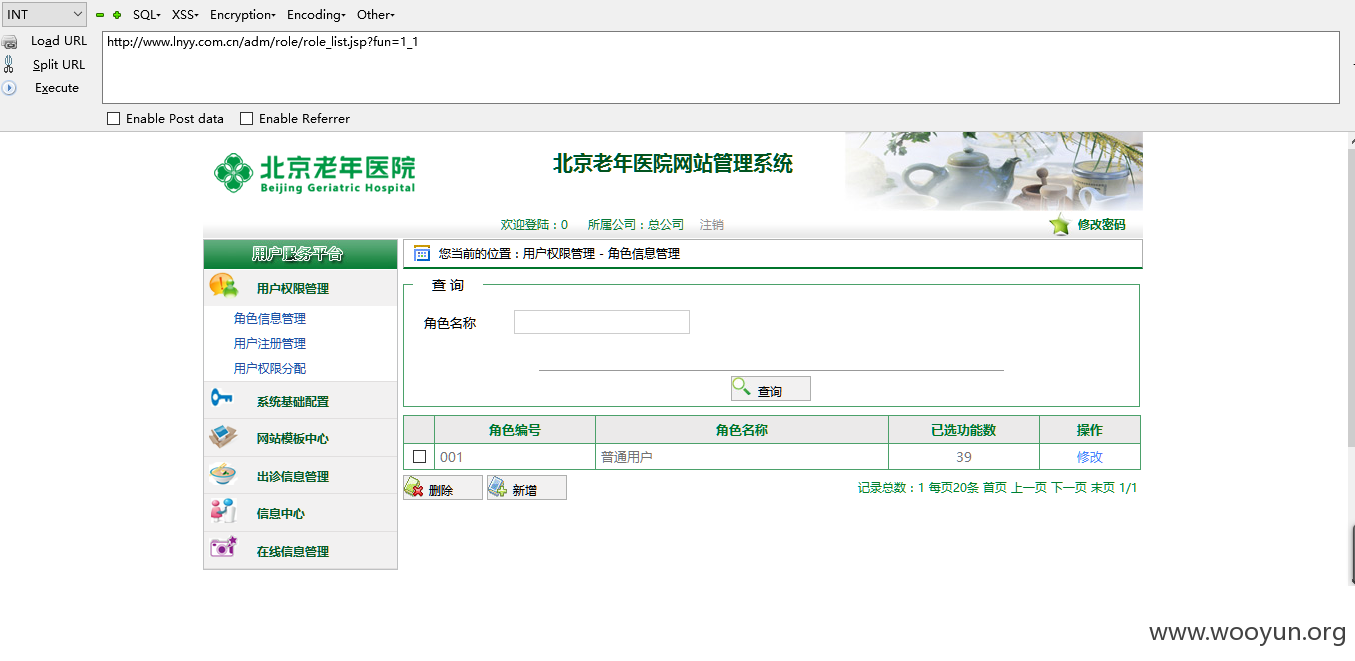 INT SQL XSS Encryption Encoding Other
Load URL http://www.lnyy.com.cn/adm/role/role_list.jsp?fun=1_1
Split URL
Execute
Enable Post data Enable Referrer
北京老年医院 北京老年医院网站管理系统
Beijing Geriatric Hospital
欢迎登陆：0 所属公司：总公司 注销 修改密码
用户服务平台 您当前的位置：用户权限管理 - 角色信息管理
用户权限管理 查 询
角色信息管理 角色名称
用户注册管理
用户权限分配
系统基础配置 查询
网站模板中心 角色编号 角色名称 已选功能数 操作
001 普通用户 39 修改
出诊信息管理
删除 新增 记录总数：1 每页20条 首页 上一页 下一页 末页 1/1
信息中心
在线信息管理
www.wooyun.org